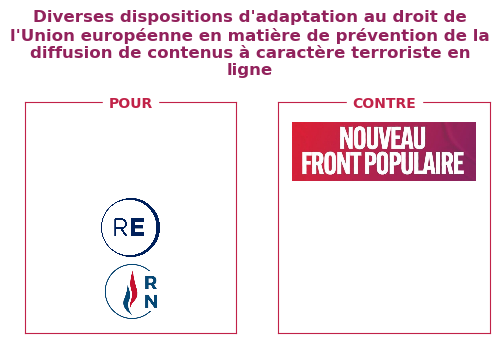 Diverses dispositions d'adaptation au droit de
l'Union européenne en matière de prévention de la
diffusion de contenus à caractère terroriste en
ligne
POUR
RE
R
N
CONTRE
NOUVEAU
FRONT POPULAIRE